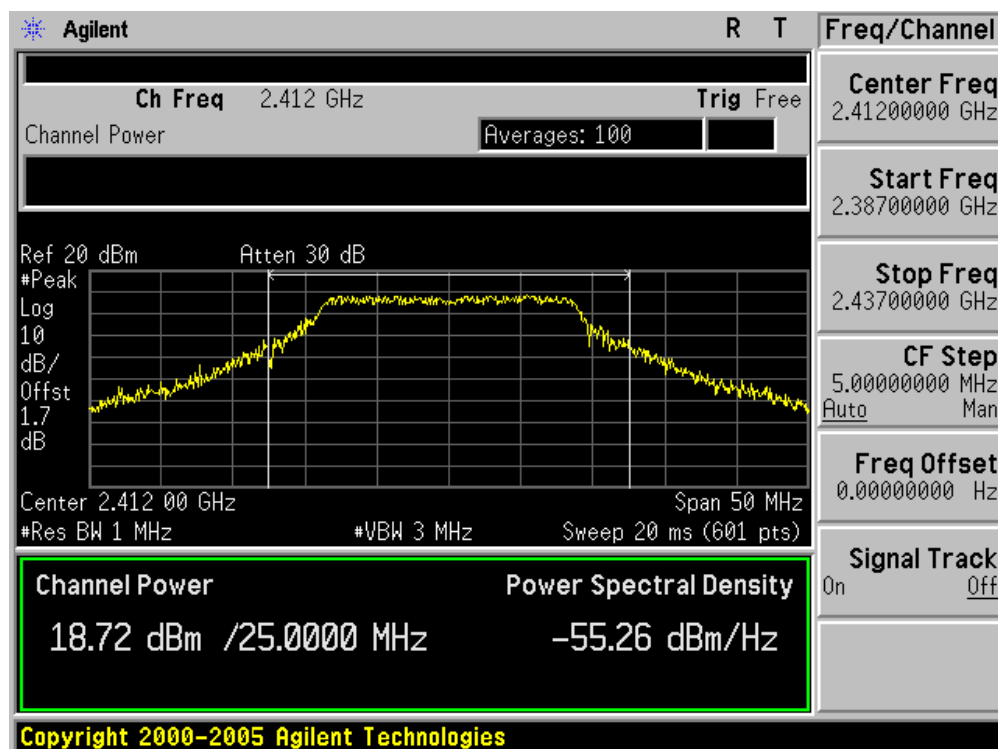 Agilent R T
Ch Freq 2.412 GHz Trig Free
Channel Power Averages: 100
Ref 20 dBm Atten 30 dB
#Peak
Log
10
dB/
Offst
1.7
dB
Center 2.412 00 GHz Span 50 MHz
#Res BW 1 MHz #VBW 3 MHz Sweep 20 ms (601 pts)
Channel Power Power Spectral Density
18.72 dBm /25.0000 MHz -55.26 dBm/Hz
Copyright 2000-2005 Agilent Technologies
Freq/Channel
Center Freq
2.41200000 GHz
Start Freq
2.38700000 GHz
Stop Freq
2.43700000 GHz
CF Step
5.00000000 MHz
Auto Man
Freq Offset
0.00000000 Hz
Signal Track
On Off